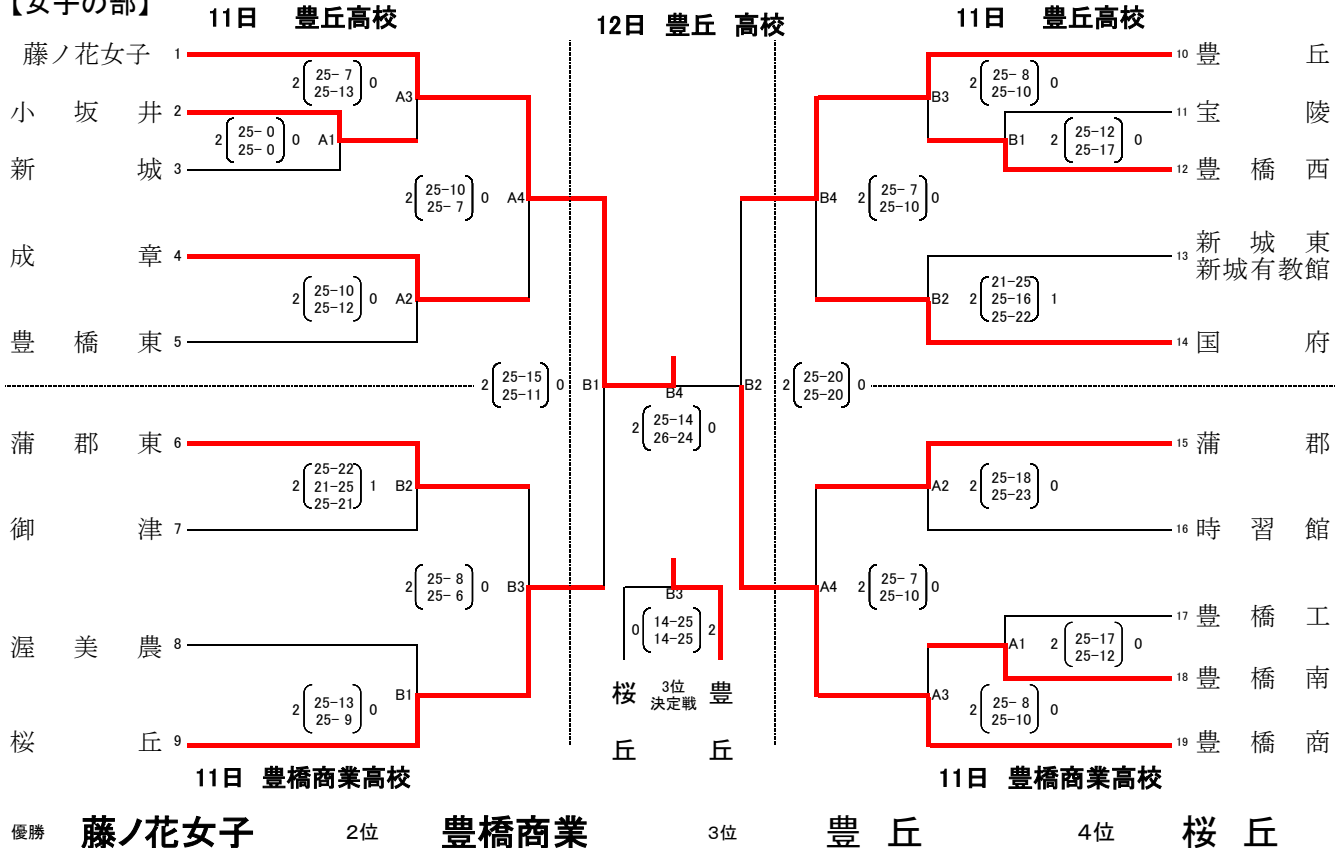 【女子の部】
11日 豊丘高校
12日 豊丘 高校
11日 豊丘高校
藤ノ花女子 1
2 25- 7 0
25-13
A3
小坂井 2
2 25- 0 0
25- 0
A1
新城 3
2 25-10 0
25- 7
A4
成章 4
2 25-10 0
25-12
A2
豊橋東 5
2 25-15 0
25-11
B1
蒲郡東 6
25-22
2 21-25 1
25-21
B2
御津 7
2 25- 8 0
25- 6
B3
渥美農 8
2 25-13 0
25- 9
B1
桜丘 9
11日 豊橋商業高校
B4
2 25-14 0
26-24
B3
0 14-25 2
14-25
桜丘
3位
決定戦
豊丘
10 豊丘
B3
2 25- 8 0
25-10
11 宝陵
B1
2 25-12 0
25-17
12 豊橋西
B4
2 25- 7 0
25-10
13 新城東
新城有教館
B2
21-25
2 25-16 1
25-22
14 国府
B2
2 25-20 0
25-20
15 蒲郡
A2
2 25-18 0
25-23
16 時習館
A4
2 25- 7 0
25-10
17 豊橋工
A1
2 25-17 0
25-12
18 豊橋南
A3
2 25- 8 0
25-10
19 豊橋商
11日 豊橋商業高校
優勝 藤ノ花女子 2位 豊橋商業 3位 豊丘 4位 桜丘